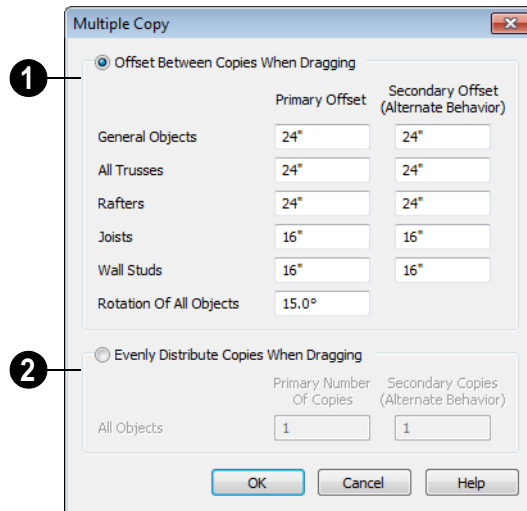 Multiple Copy
1
Offset Between Copies When Dragging
Primary Offset
Secondary Offset
(Alternate Behavior)
General Objects 24" 24"
All Trusses 24" 24"
Rafters 24" 24"
Joists 16" 16"
Wall Studs 16" 16"
Rotation Of All Objects 15.0°
2
Evenly Distribute Copies When Dragging
Primary Number
Of Copies
Secondary Copies
(Alternate Behavior)
All Objects 1 1
OK Cancel Help